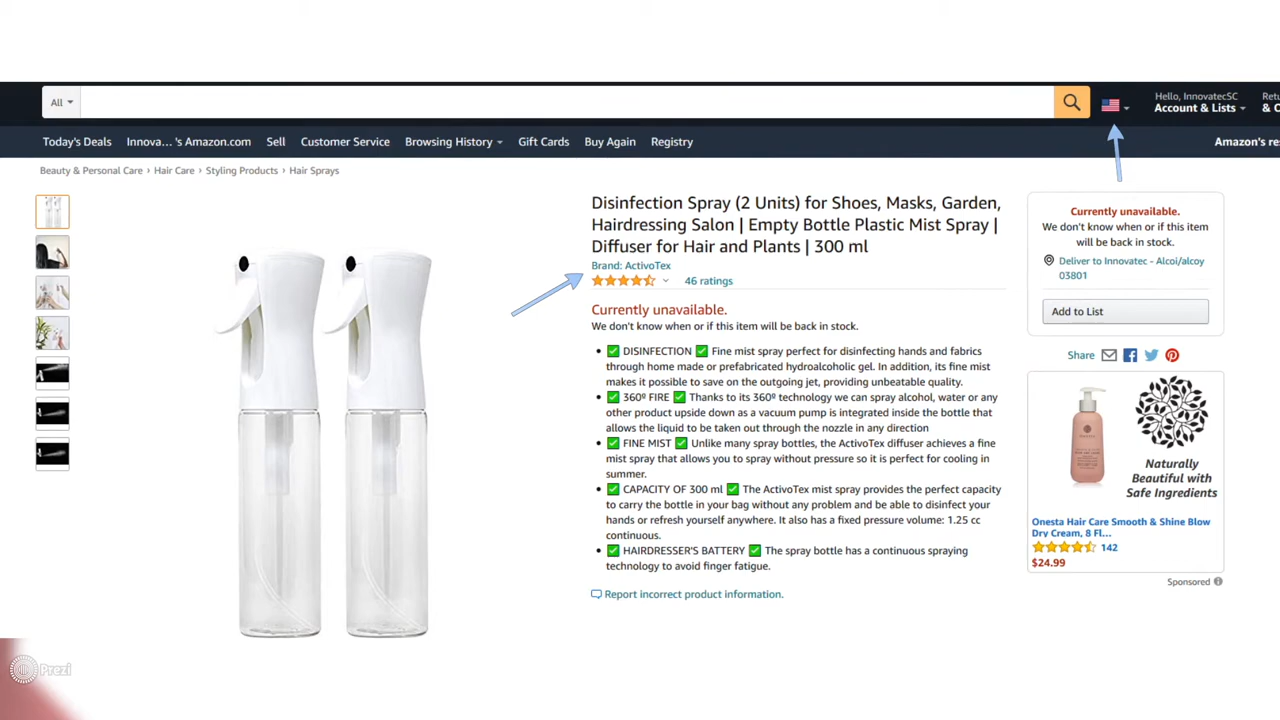 All
Hello, InnovatecSC
Account & Lists
Today's Deals
Innova… 's Amazon.com
Sell
Customer Service
Browsing History
Buy Again
Gift Cards
Registry
Beauty & Personal Care › Hair Care › Styling Products › Hair Sprays
Disinfection Spray (2 Units) for Shoes, Masks, Garden,
Hairdressing Salon | Empty Bottle Plastic Mist Spray |
Diffuser for Hair and Plants | 300 ml
Brand: ActivoTex
46 ratings
Currently unavailable.
We don't know when or if this item will be back in stock.
• ✅ DISINFECTION ✅ Fine mist spray perfect for disinfecting hands and fabrics
through home made or prefabricated hydroalcoholic gel. In addition, its fine mist
makes it possible to save on the outgoing jet, providing unbeatable quality.
• ✅ 360º FIRE ✅ Thanks to its 360º technology we can spray alcohol, water or any
other product upside down as a vacuum pump is integrated inside the bottle that
allows the liquid to be taken out through the nozzle in any direction
• ✅ FINE MIST ✅ Unlike many spray bottles, the ActivoTex diffuser achieves a fine
mist spray that allows you to spray without pressure so it is perfect for cooling in
summer.
• ✅ CAPACITY OF 300 ml ✅ The ActivoTex mist spray provides the perfect capacity
to carry the bottle in your bag without any problem and be able to disinfect your
hands or refresh yourself anywhere. It also has a fixed pressure volume: 1.25 cc
continuous.
• ✅ HAIRDRESSER'S BATTERY ✅ The spray bottle has a continuous spraying
technology to avoid finger fatigue.
Report incorrect product information.
Currently unavailable.
We don't know when or if this item
will be back in stock.
Deliver to Innovatec - Alcoi/alcoy
03801
Add to List
Share
Naturally
Beautiful with
Safe Ingredients
Onesta Hair Care Smooth & Shine Blow
Dry Cream, 8 Fl...
142
$24.99
Sponsored
Prezi